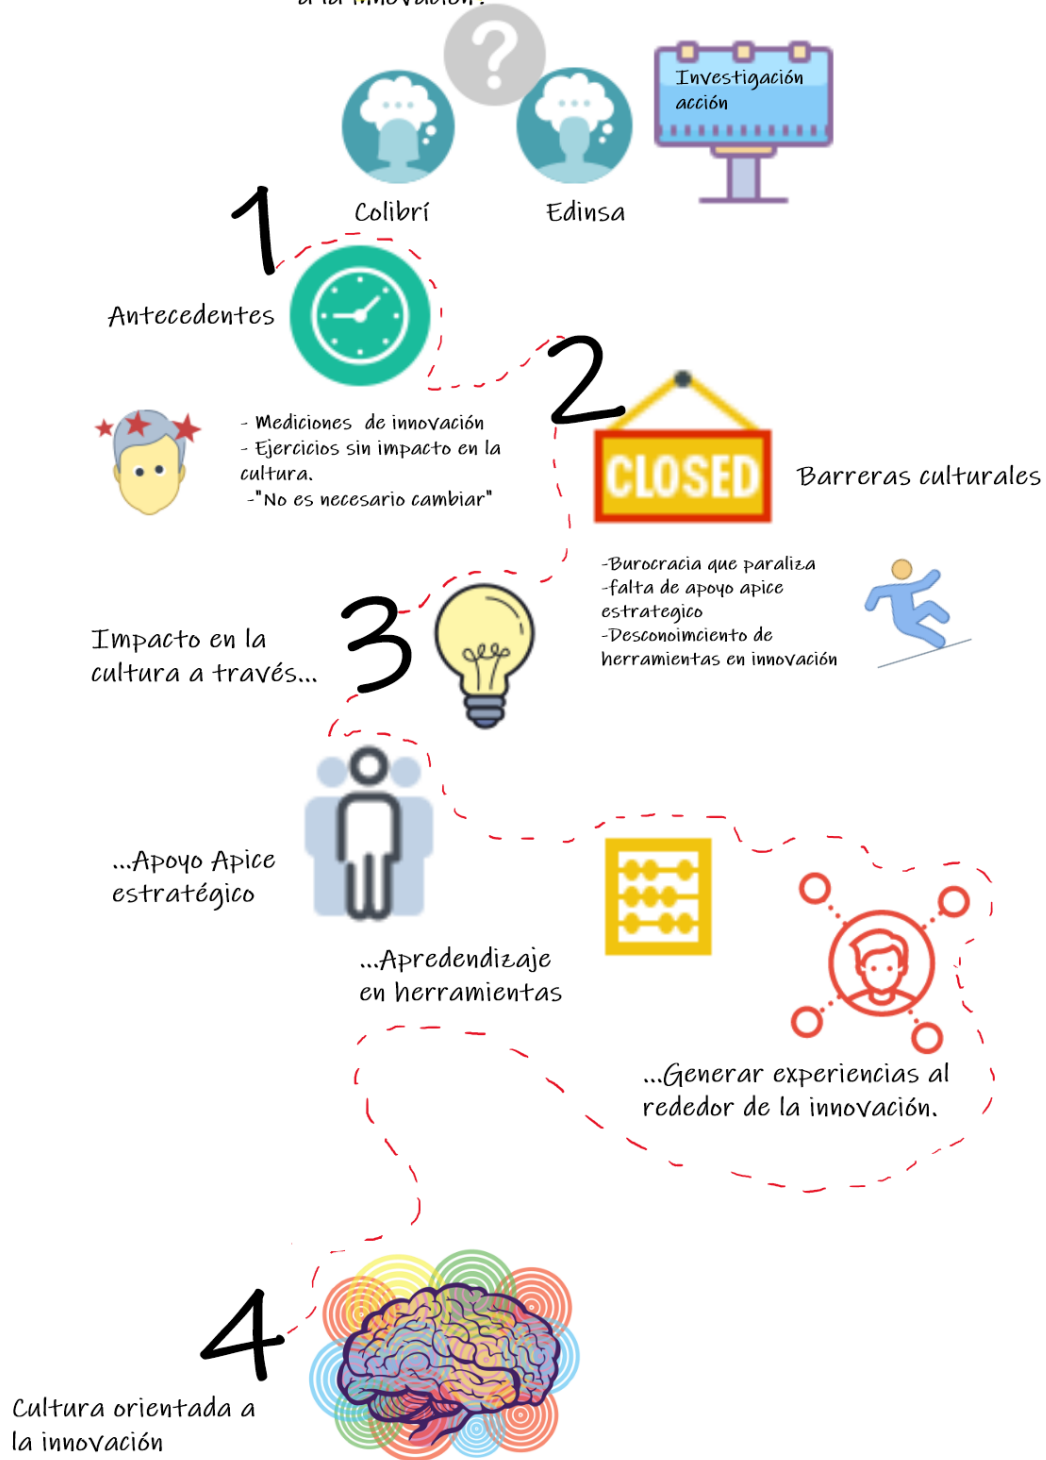 a la innovación?
?
Investigación
acción
Colibrí
Edinsa
1
Antecedentes
- Mediciones de innovación
- Ejercicios sin impacto en la
cultura.
-"No es necesario cambiar"
2
CLOSED
Barreras culturales
-Burocracia que paraliza
-falta de apoyo apice
estrategico
-Desconoimciento de
herramientas en innovación
3
Impacto en la
cultura a través...
...Apoyo Apice
estratégico
...Apredendizaje
en herramientas
...Generar experiencias al
rededor de la innovación.
4
Cultura orientada a
la innovación